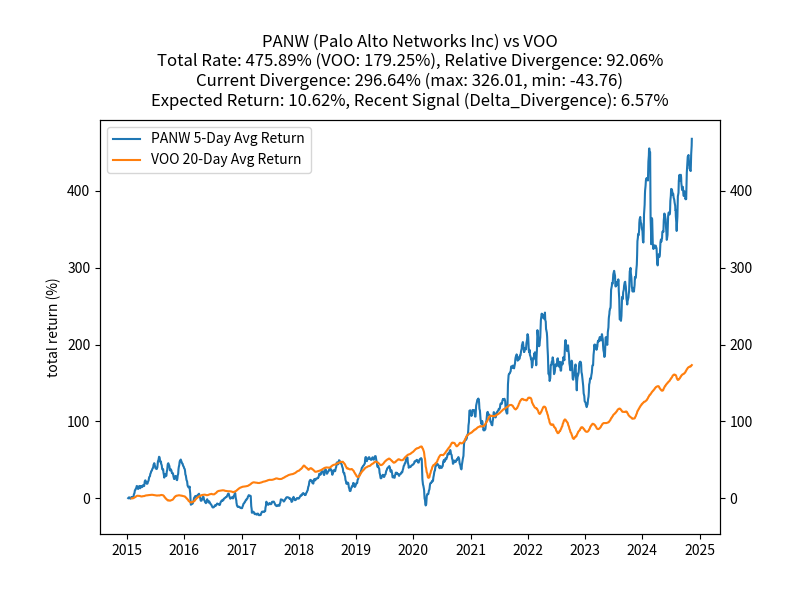 PANW (Palo Alto Networks Inc) vs VOO
Total Rate: 475.89% (VOO: 179.25%), Relative Divergence: 92.06%
Current Divergence: 296.64% (max: 326.01, min: -43.76)
Expected Return: 10.62%, Recent Signal (Delta_Divergence): 6.57%
PANW 5-Day Avg Return
VOO 20-Day Avg Return
total return (%)
400
300
200
100
0
400
300
200
100
0
2015 2016 2017 2018 2019 2020 2021 2022 2023 2024 2025